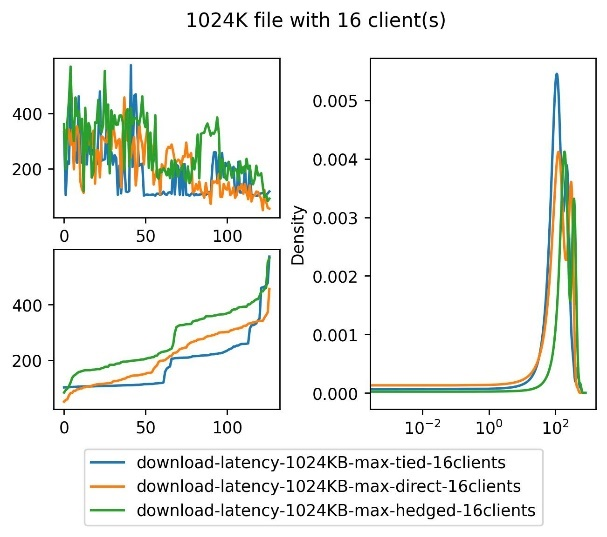 1024K file with 16 client(s)
400
200
0 50 100
400
200
0 50 100
Density
0.005
0.004
0.003
0.002
0.001
0.000
10⁻² 10⁰ 10²
download-latency-1024KB-max-tied-16clients
download-latency-1024KB-max-direct-16clients
download-latency-1024KB-max-hedged-16clients